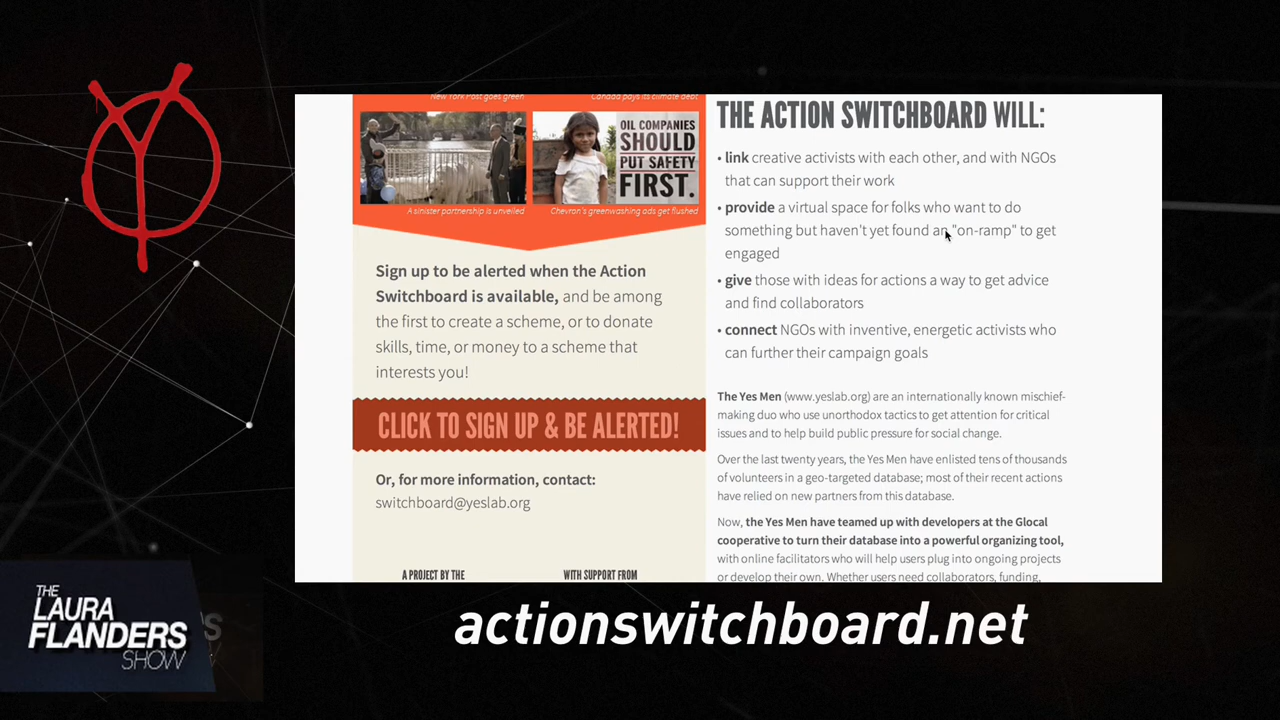 New York Post goes green
Canada pays its climate debt
OIL COMPANIES
SHOULD
PUT SAFETY
FIRST.
A sinister partnership is unveiled
Chevron's greenwashing ads get flushed
Sign up to be alerted when the Action
Switchboard is available, and be among
the first to create a scheme, or to donate
skills, time, or money to a scheme that
interests you!
CLICK TO SIGN UP & BE ALERTED!
Or, for more information, contact:
switchboard@yeslab.org
A PROJECT BY THE
WITH SUPPORT FROM
THE ACTION SWITCHBOARD WILL:
• link creative activists with each other, and with NGOs
that can support their work
• provide a virtual space for folks who want to do
something but haven't yet found an "on-ramp" to get
engaged
• give those with ideas for actions a way to get advice
and find collaborators
• connect NGOs with inventive, energetic activists who
can further their campaign goals
The Yes Men (www.yeslab.org) are an internationally known mischief-
making duo who use unorthodox tactics to get attention for critical
issues and to help build public pressure for social change.
Over the last twenty years, the Yes Men have enlisted tens of thousands
of volunteers in a geo-targeted database; most of their recent actions
have relied on new partners from this database.
Now, the Yes Men have teamed up with developers at the Glocal
cooperative to turn their database into a powerful organizing tool,
with online facilitators who will help users plug into ongoing projects
or develop their own. Whether users need collaborators, funding,
THE
LAURA
FLANDERS
SHOW
actionswitchboard.net